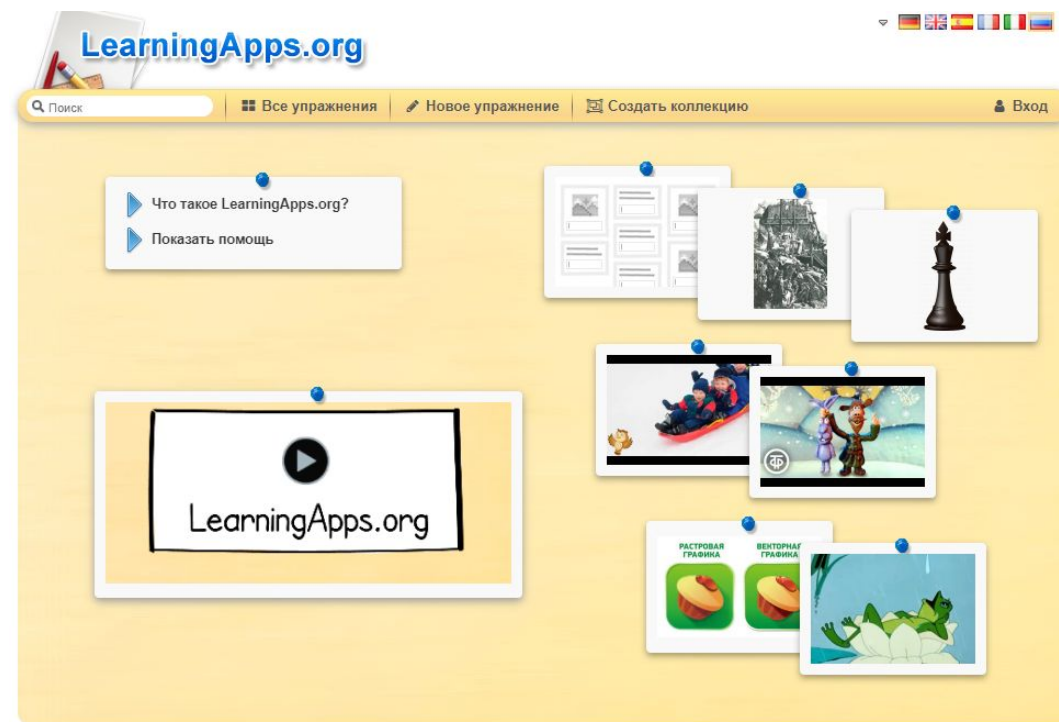 LearningApps.org
Поиск
Все упражнения
Новое упражнение
Создать коллекцию
Вход
Что такое LearningApps.org?
Показать помощь
LearningApps.org
РАСТРОВАЯ
ГРАФИКА
ВЕКТОРНАЯ
ГРАФИКА